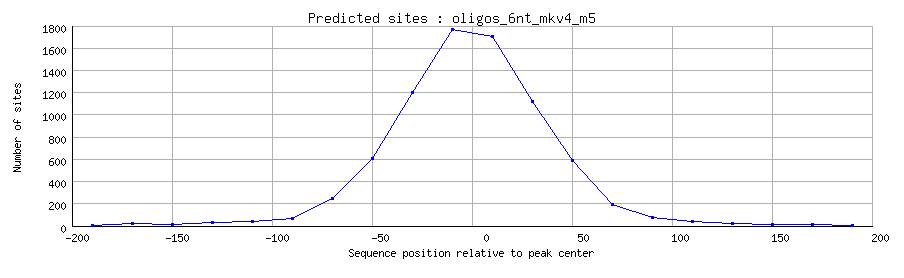 Predicted sites : oligos_6nt_mkv4_m5
1800
1600
1400
1200
1000
800
600
400
200
0
Number of sites
-200 -150 -100 -50 0 50 100 150 200
Sequence position relative to peak center